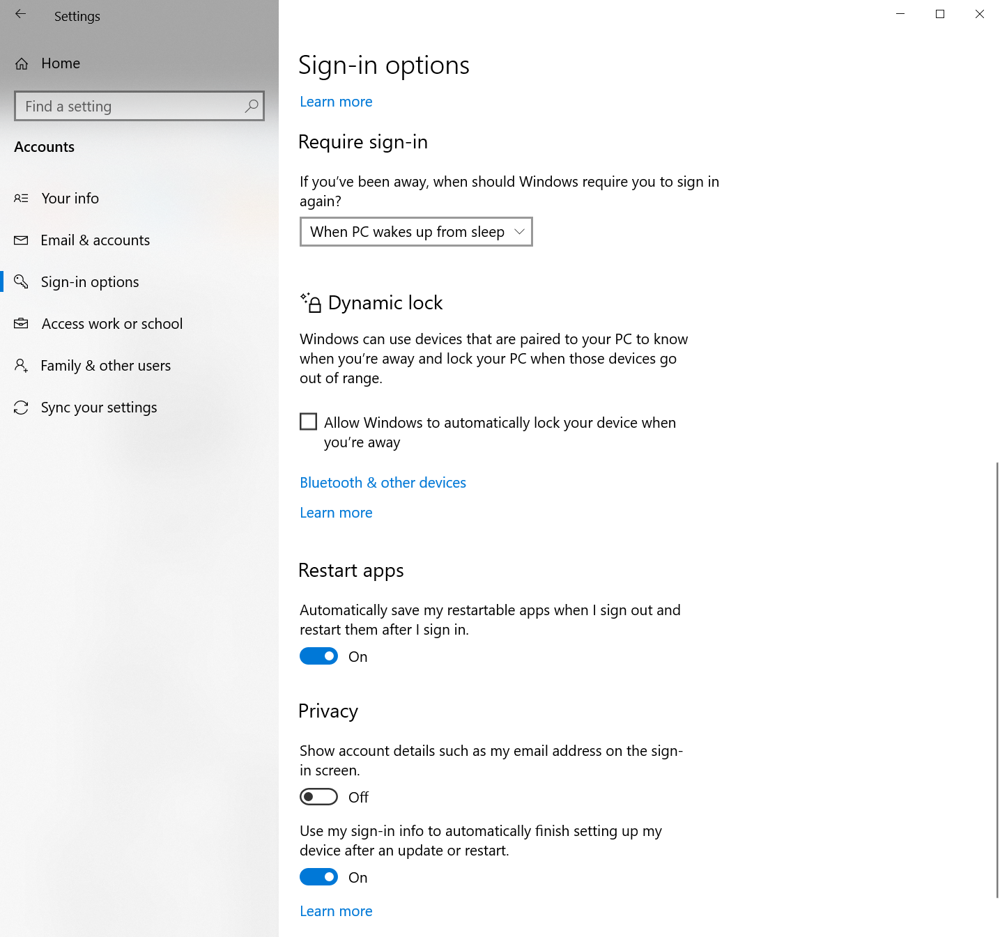 Settings
Home
Find a setting
Accounts
Your info
Email & accounts
Sign-in options
Access work or school
Family & other users
Sync your settings
Sign-in options
Learn more
Require sign-in
If you’ve been away, when should Windows require you to sign in
again?
When PC wakes up from sleep
Dynamic lock
Windows can use devices that are paired to your PC to know
when you’re away and lock your PC when those devices go
out of range.
Allow Windows to automatically lock your device when
you’re away
Bluetooth & other devices
Learn more
Restart apps
Automatically save my restartable apps when I sign out and
restart them after I sign in.
On
Privacy
Show account details such as my email address on the sign-
in screen.
Off
Use my sign-in info to automatically finish setting up my
device after an update or restart.
On
Learn more